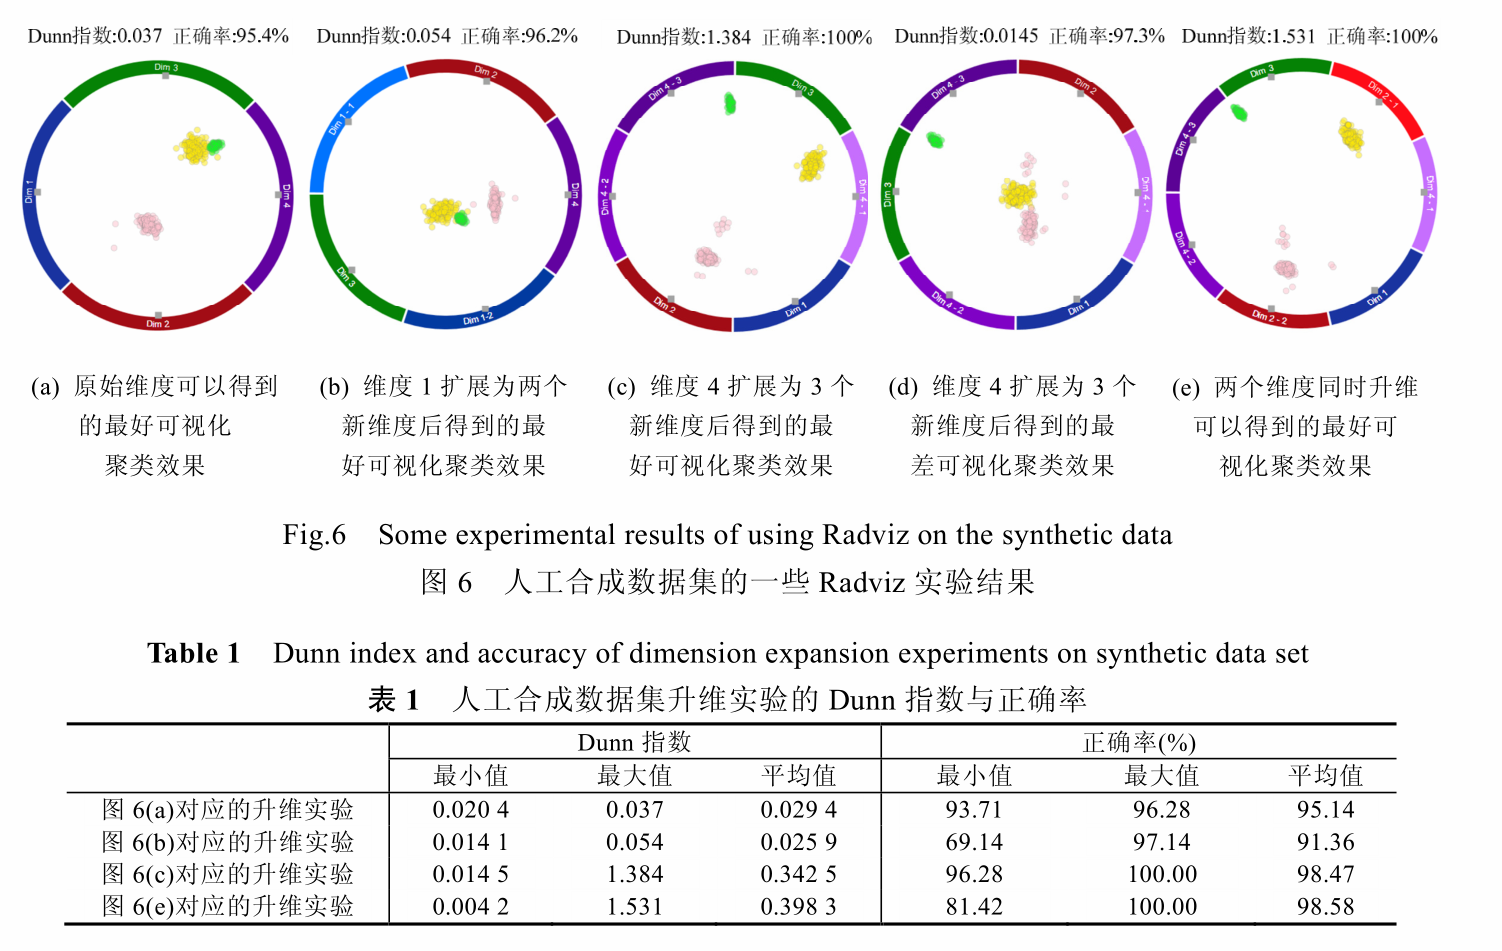 Dunn指数:0.037 正确率:95.4%
Dunn指数:0.054 正确率:96.2%
Dunn指数:1.384 正确率:100%
Dunn指数:0.0145 正确率:97.3%
Dunn指数:1.531 正确率:100%
Dim 3
Dim 1
Dim 4
Dim 2
Dim 2
Dim 1 - 1
Dim 4
Dim 3
Dim 1-2
Dim 4 - 3
Dim 3
Dim 4 - 2
Dim 4 - 1
Dim 2
Dim 1
Dim 4 - 3
Dim 2
Dim 3
Dim 4 - 1
Dim 4 - 2
Dim 1
Dim 3
Dim 2 - 1
Dim 4 - 3
Dim 4 - 1
Dim 4 - 2
Dim 1
Dim 2 - 2
(a) 原始维度可以得到
的最好可视化
聚类效果
(b) 维度 1 扩展为两个
新维度后得到的最
好可视化聚类效果
(c) 维度 4 扩展为 3 个
新维度后得到的最
好可视化聚类效果
(d) 维度 4 扩展为 3 个
新维度后得到的最
差可视化聚类效果
(e) 两个维度同时升维
可以得到的最好可
视化聚类效果
Fig.6 Some experimental results of using Radviz on the synthetic data
图 6 人工合成数据集的一些 Radviz 实验结果
Table 1 Dunn index and accuracy of dimension expansion experiments on synthetic data set
表 1 人工合成数据集升维实验的 Dunn 指数与正确率
Dunn 指数 正确率(%)
最小值 最大值 平均值 最小值 最大值 平均值
图 6(a)对应的升维实验 0.020 4 0.037 0.029 4 93.71 96.28 95.14
图 6(b)对应的升维实验 0.014 1 0.054 0.025 9 69.14 97.14 91.36
图 6(c)对应的升维实验 0.014 5 1.384 0.342 5 96.28 100.00 98.47
图 6(e)对应的升维实验 0.004 2 1.531 0.398 3 81.42 100.00 98.58